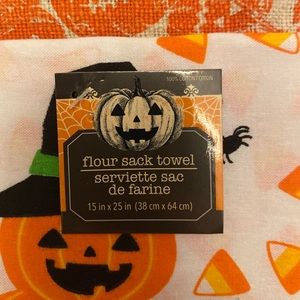 100% COTTON/COTON
flour sack towel
serviette sac
de farine
15 in x 25 in (38 cm x 64 cm)